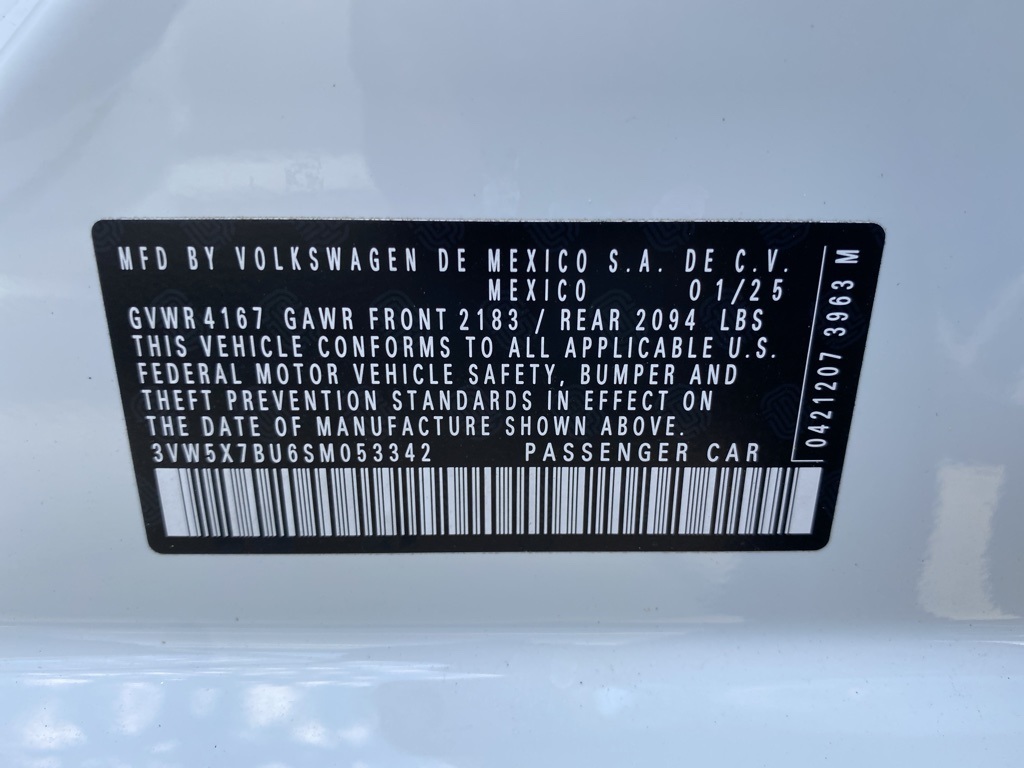 MFD BY VOLKSWAGEN DE MEXICO S.A. DE C.V.
MEXICO 01/25
GVWR 4167 GAWR FRONT 2183 / REAR 2094 LBS
THIS VEHICLE CONFORMS TO ALL APPLICABLE U.S.
FEDERAL MOTOR VEHICLE SAFETY, BUMPER AND
THEFT PREVENTION STANDARDS IN EFFECT ON
THE DATE OF MANUFACTURE SHOWN ABOVE.
3VW5X7BU6SM053342 PASSENGER CAR
0421207 3963 M